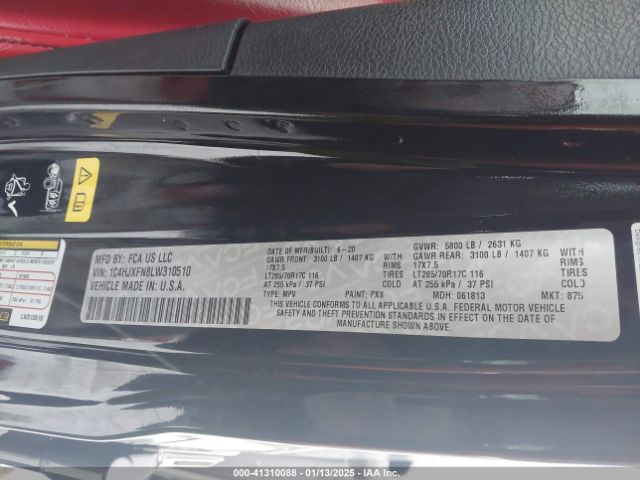 MFD BY: FCA US LLC
VIN: 1C4HJXFN8LW310510
VEHICLE MADE IN U.S.A.
DATE OF MFR(BUILT): 6-20 GVWR: 5800 LB / 2631 KG
GAWR FRONT: 3100 LB / 1407 KG WITH GAWR REAR: 3100 LB / 1407 KG WITH
17X7.5 RIMS 17X7.5 RIMS
LT285/70R17C 116 TIRES LT285/70R17C 116 TIRES
AT 255 kPa / 37 PSI COLD AT 255 kPa / 37 PSI COLD
TYPE: MPV PAINT: PX8 MDH: 061813 MKT: 875
THIS VEHICLE CONFORMS TO ALL APPLICABLE U.S.A. FEDERAL MOTOR VEHICLE
SAFETY AND THEFT PREVENTION STANDARDS IN EFFECT ON THE DATE OF
MANUFACTURE SHOWN ABOVE.
000-41310088 - 01/13/2025 - IAAI.com